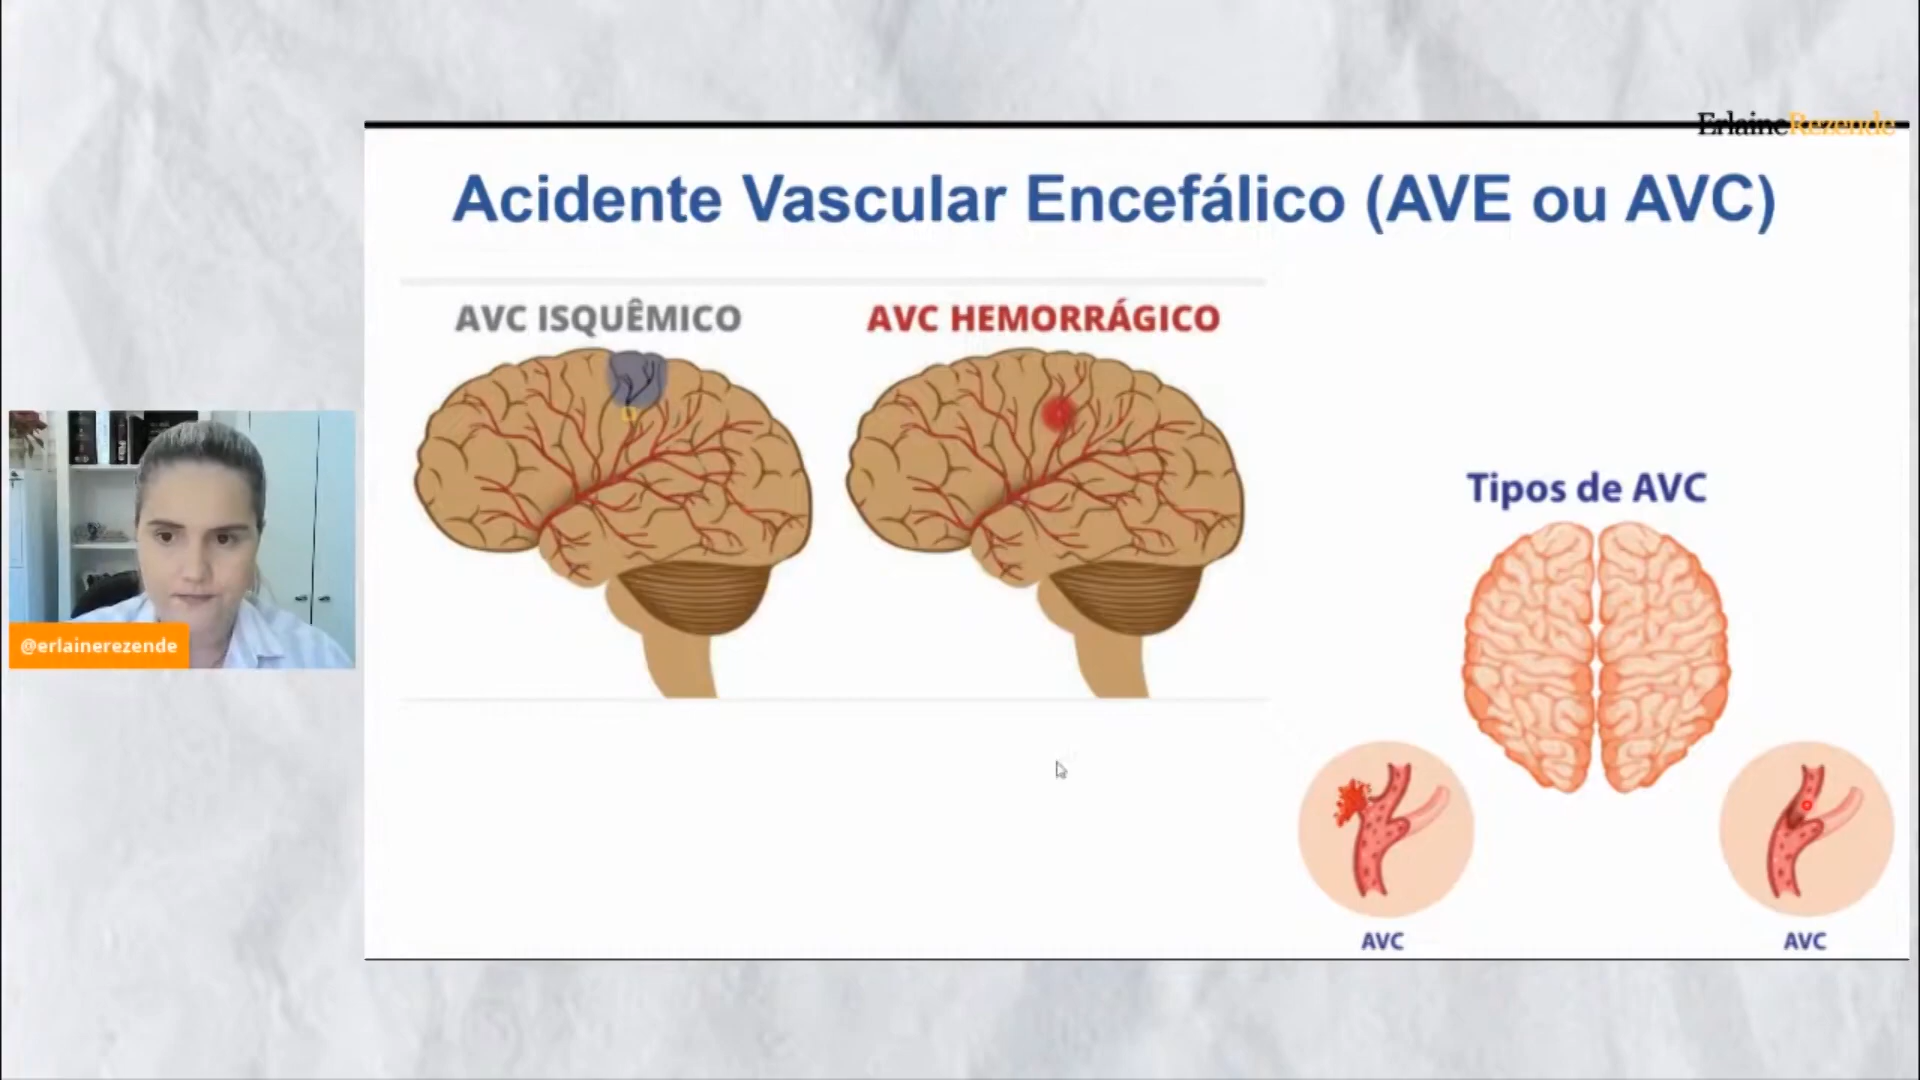 ErlaineRezende
Acidente Vascular Encefálico (AVE ou AVC)
AVC ISQUÊMICO
AVC HEMORRÁGICO
Tipos de AVC
@erlainerezende
AVC
AVC